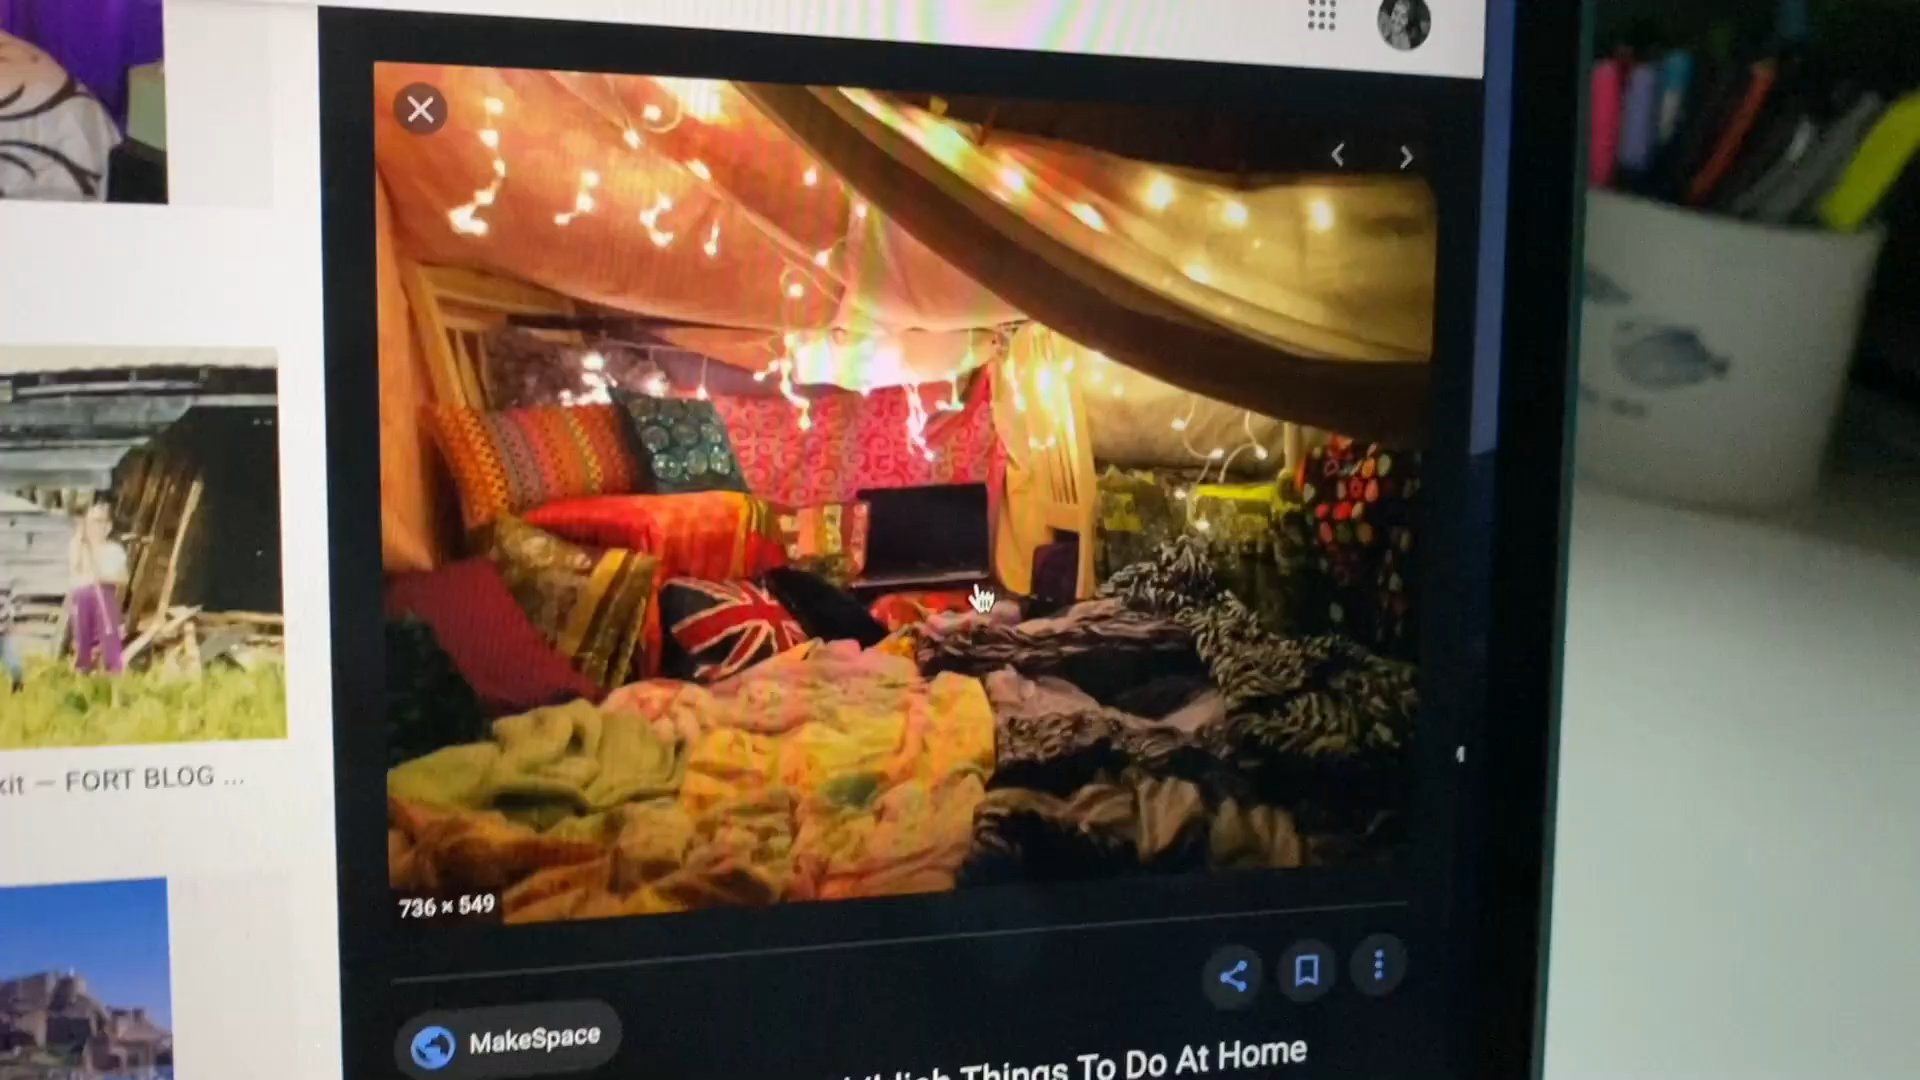 kit — FORT BLOG ...
736 × 549
MakeSpace
Things To Do At Home